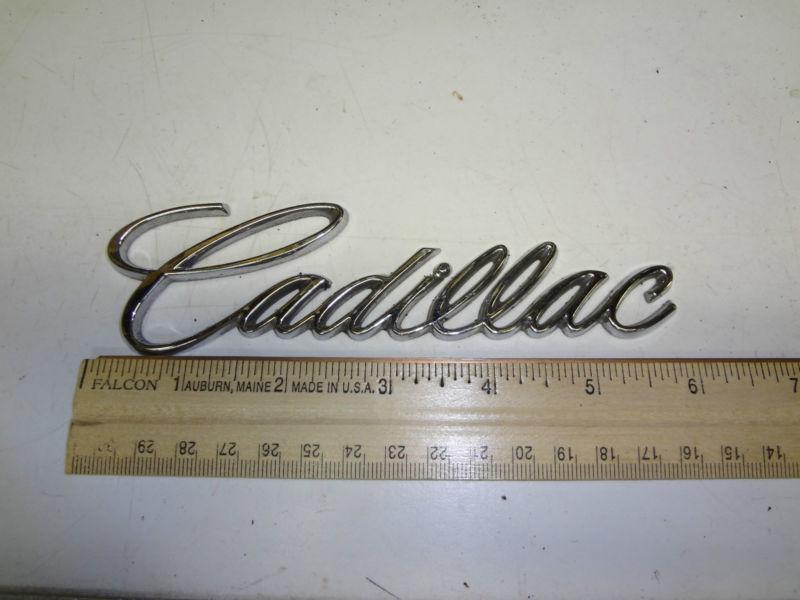 Cadillac
FALCON 1 AUBURN, MAINE 2 MADE IN U.S.A. 3 4 5 6 7
29 28 27 26 25 24 23 22 21 20 19 18 17 16 15 14